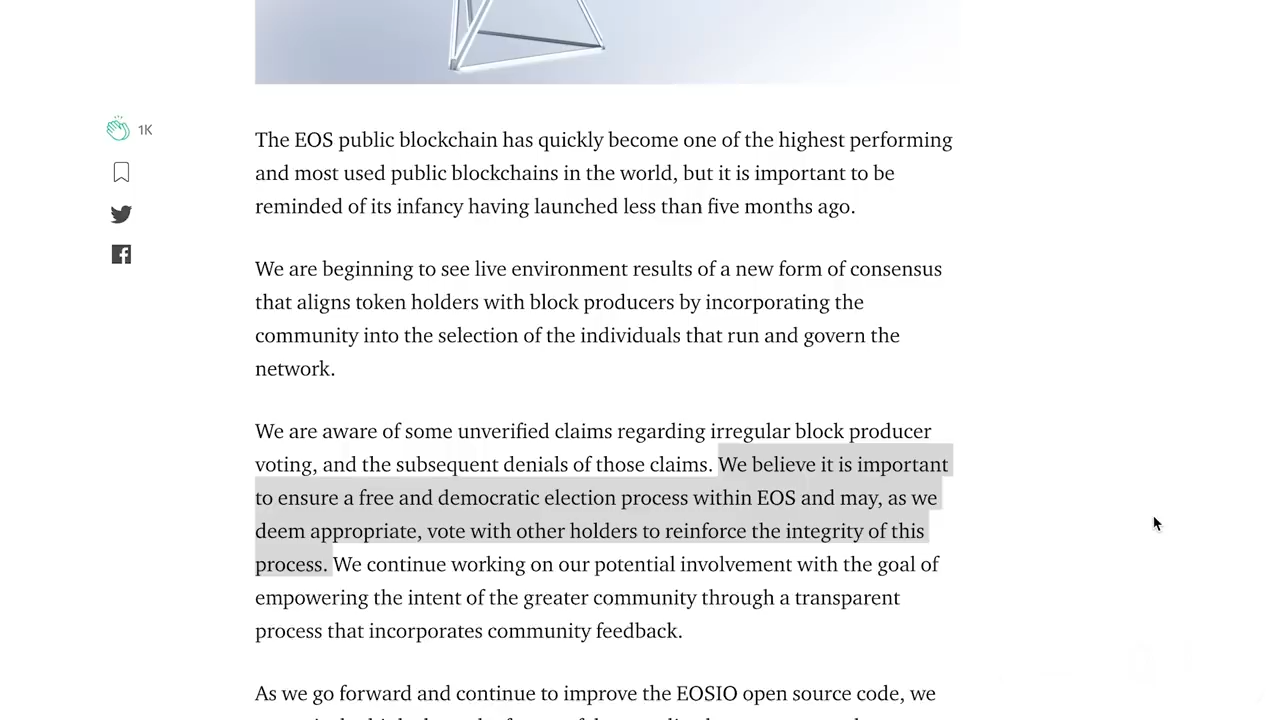 1K
The EOS public blockchain has quickly become one of the highest performing
and most used public blockchains in the world, but it is important to be
reminded of its infancy having launched less than five months ago.
We are beginning to see live environment results of a new form of consensus
that aligns token holders with block producers by incorporating the
community into the selection of the individuals that run and govern the
network.
We are aware of some unverified claims regarding irregular block producer
voting, and the subsequent denials of those claims. We believe it is important
to ensure a free and democratic election process within EOS and may, as we
deem appropriate, vote with other holders to reinforce the integrity of this
process. We continue working on our potential involvement with the goal of
empowering the intent of the greater community through a transparent
process that incorporates community feedback.
As we go forward and continue to improve the EOSIO open source code, we